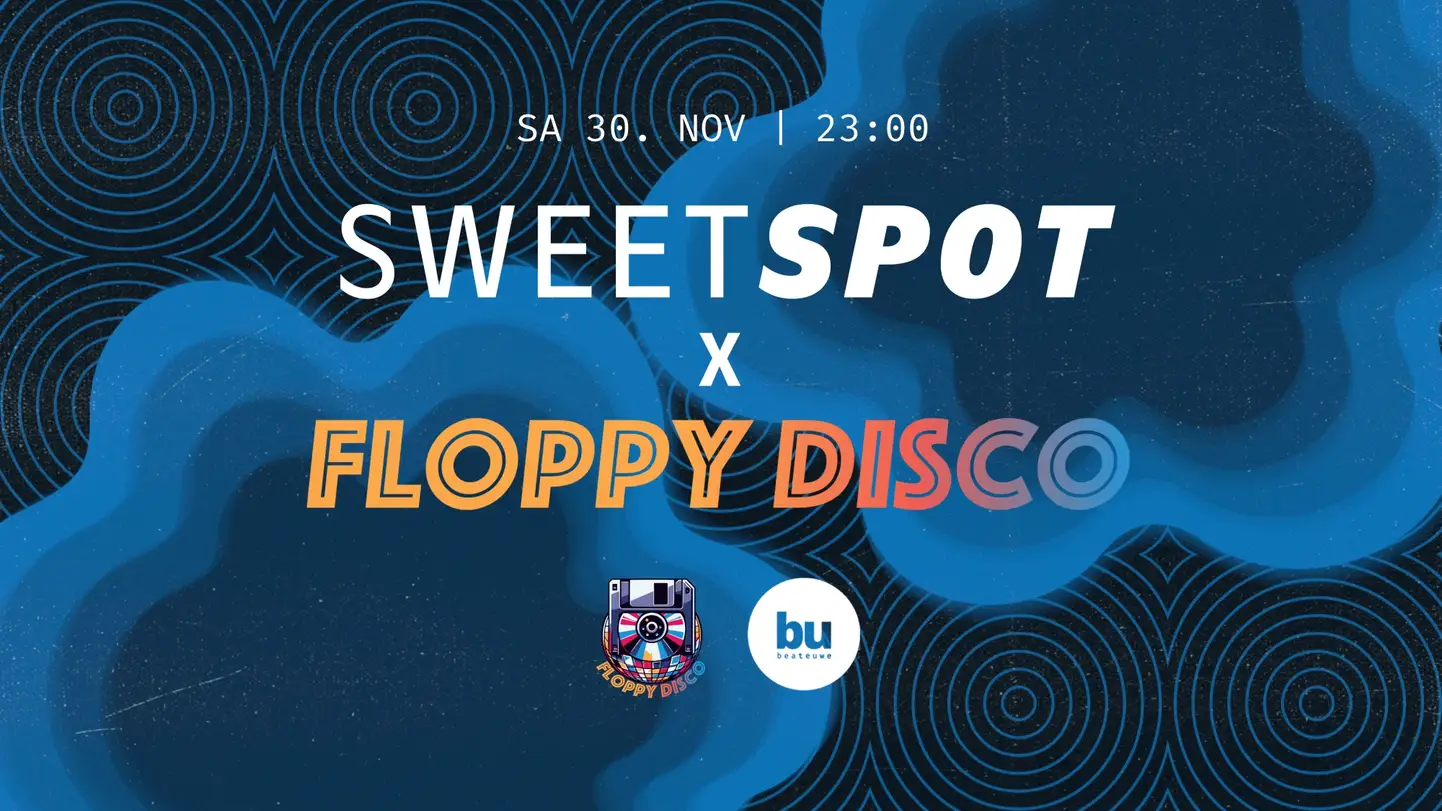 SA 30. NOV | 23:00
SWEETSPOT
X
FLOPPY DISCO
FLOPPY DISCO
bu
beateuwe